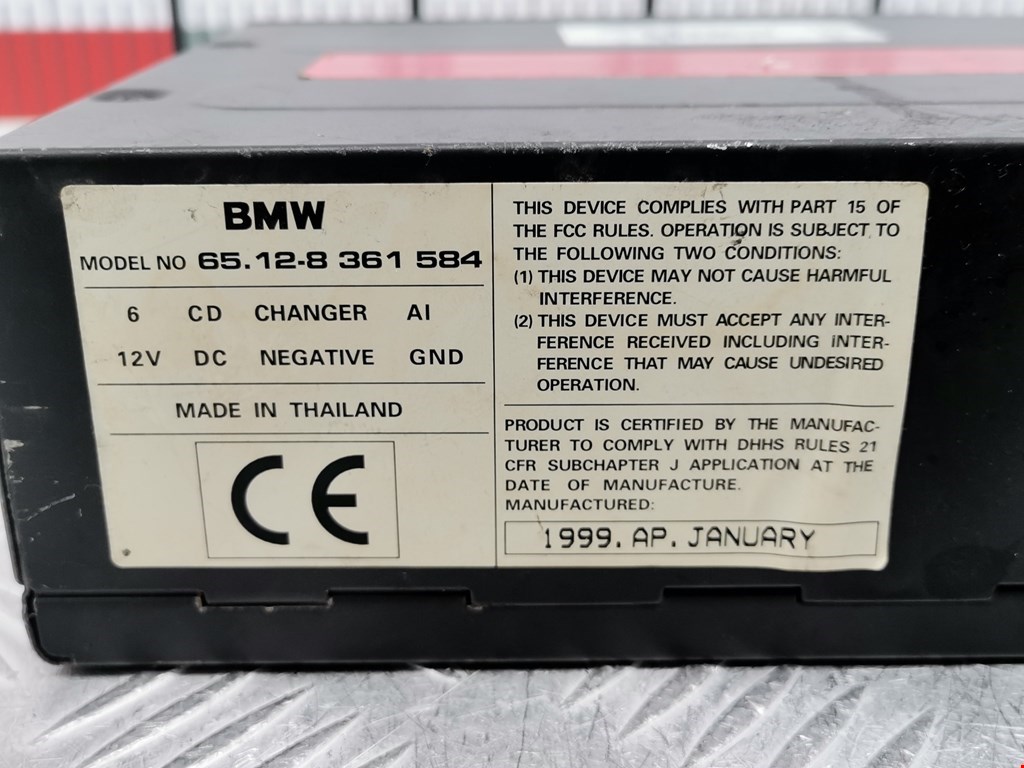 BMW
MODEL NO 65.12-8 361 584
6 CD CHANGER AI
12V DC NEGATIVE GND
MADE IN THAILAND
CE
THIS DEVICE COMPLIES WITH PART 15 OF
THE FCC RULES. OPERATION IS SUBJECT TO
THE FOLLOWING TWO CONDITIONS:
(1) THIS DEVICE MAY NOT CAUSE HARMFUL
INTERFERENCE.
(2) THIS DEVICE MUST ACCEPT ANY INTER-
FERENCE RECEIVED INCLUDING INTER-
FERENCE THAT MAY CAUSE UNDESIRED
OPERATION.
PRODUCT IS CERTIFIED BY THE MANUFAC-
TURER TO COMPLY WITH DHHS RULES 21
CFR SUBCHAPTER J APPLICATION AT THE
DATE OF MANUFACTURE.
MANUFACTURED:
1999. AP. JANUARY